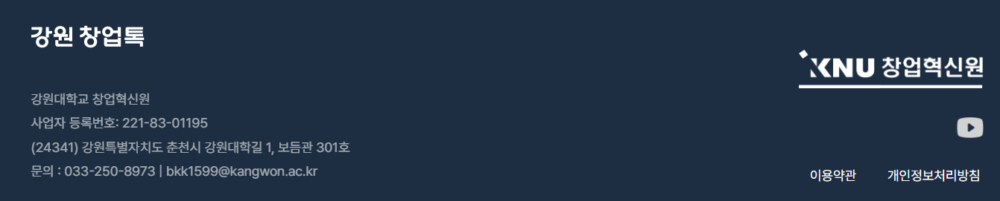 강원 창업톡
KNU 창업혁신원
강원대학교 창업혁신원
사업자 등록번호: 221-83-01195
(24341) 강원특별자치도 춘천시 강원대학길 1, 보듬관 301호
문의 : 033-250-8973 | bkk1599@kangwon.ac.kr
이용약관 개인정보처리방침